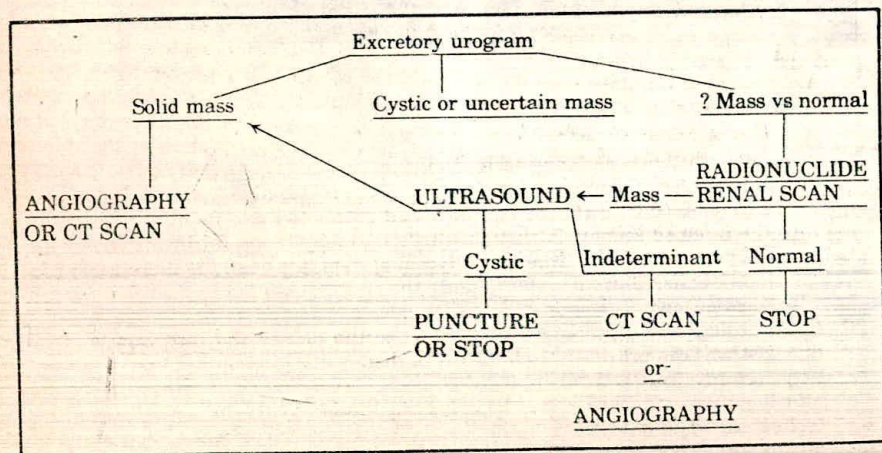 Excretory urogram
Solid mass
Cystic or uncertain mass
? Mass vs normal
ANGIOGRAPHY
OR CT SCAN
ULTRASOUND ← Mass
RADIONUCLIDE
RENAL SCAN
Cystic
Indeterminant
Normal
PUNCTURE
OR STOP
CT SCAN
STOP
or
ANGIOGRAPHY